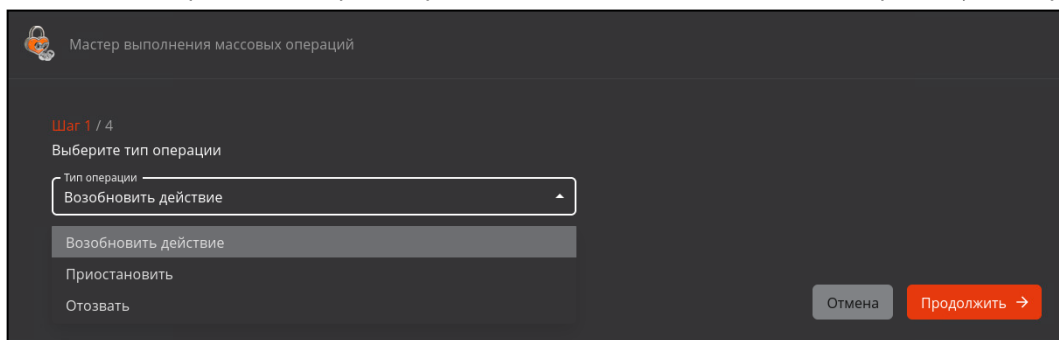 Мастер выполнения массовых операций
Шаг 1 / 4
Выберите тип операции
Тип операции
Возобновить действие
Возобновить действие
Приостановить
Отозвать
Отмена
Продолжить →